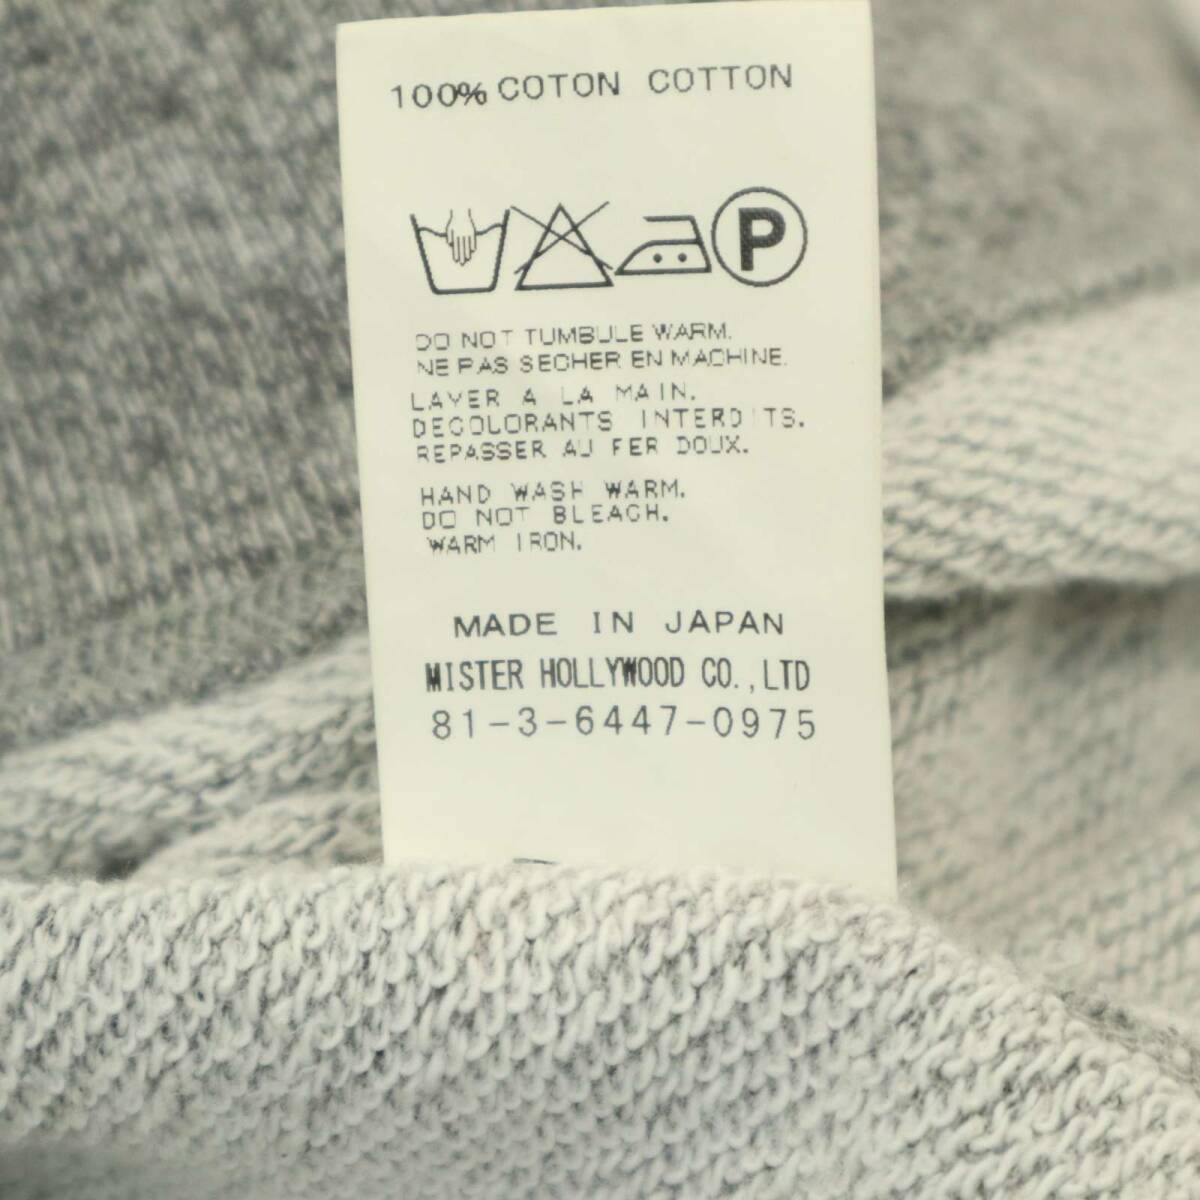 100% COTON COTTON
P
DO NOT TUMBULE WARM.
NE PAS SECHER EN MACHINE.
LAVER A LA MAIN.
DECOLORANTS INTERDITS.
REPASSER AU FER DOUX.
HAND WASH WARM.
DO NOT BLEACH.
WARM IRON.
MADE IN JAPAN
MISTER HOLLYWOOD CO.,LTD
81-3-6447-0975